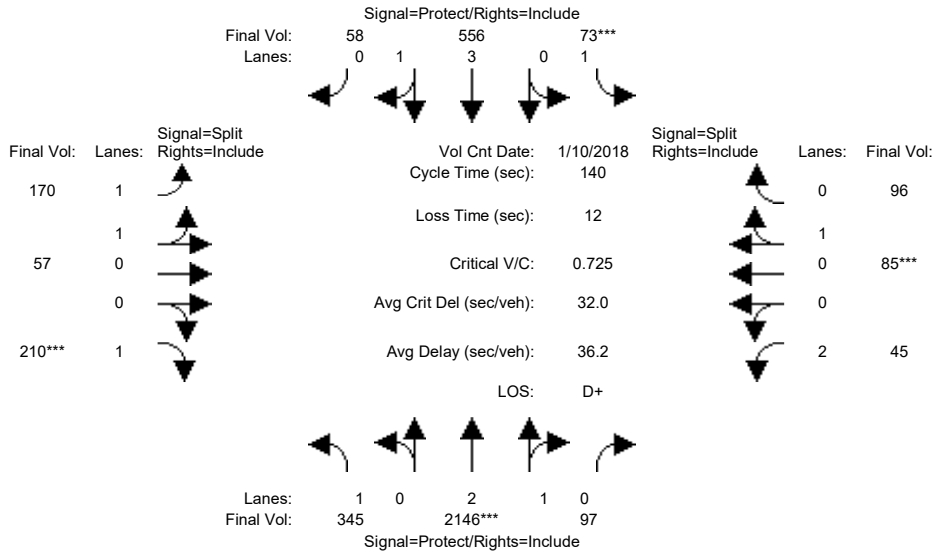 Signal=Protect/Rights=Include
Final Vol: 58 556 73***
Lanes: 0 1 3 0 1
Signal=Split
Final Vol: Lanes: Rights=Include
Vol Cnt Date: 1/10/2018
Signal=Split
Rights=Include Lanes: Final Vol:
Cycle Time (sec): 140
170 1
0 96
Loss Time (sec): 12
1
1
57 0
Critical V/C: 0.725
0 85***
0
Avg Crit Del (sec/veh): 32.0
0
210*** 1
Avg Delay (sec/veh): 36.2
2 45
LOS: D+
Lanes: 1 0 2 1 0
Final Vol: 345 2146*** 97
Signal=Protect/Rights=Include